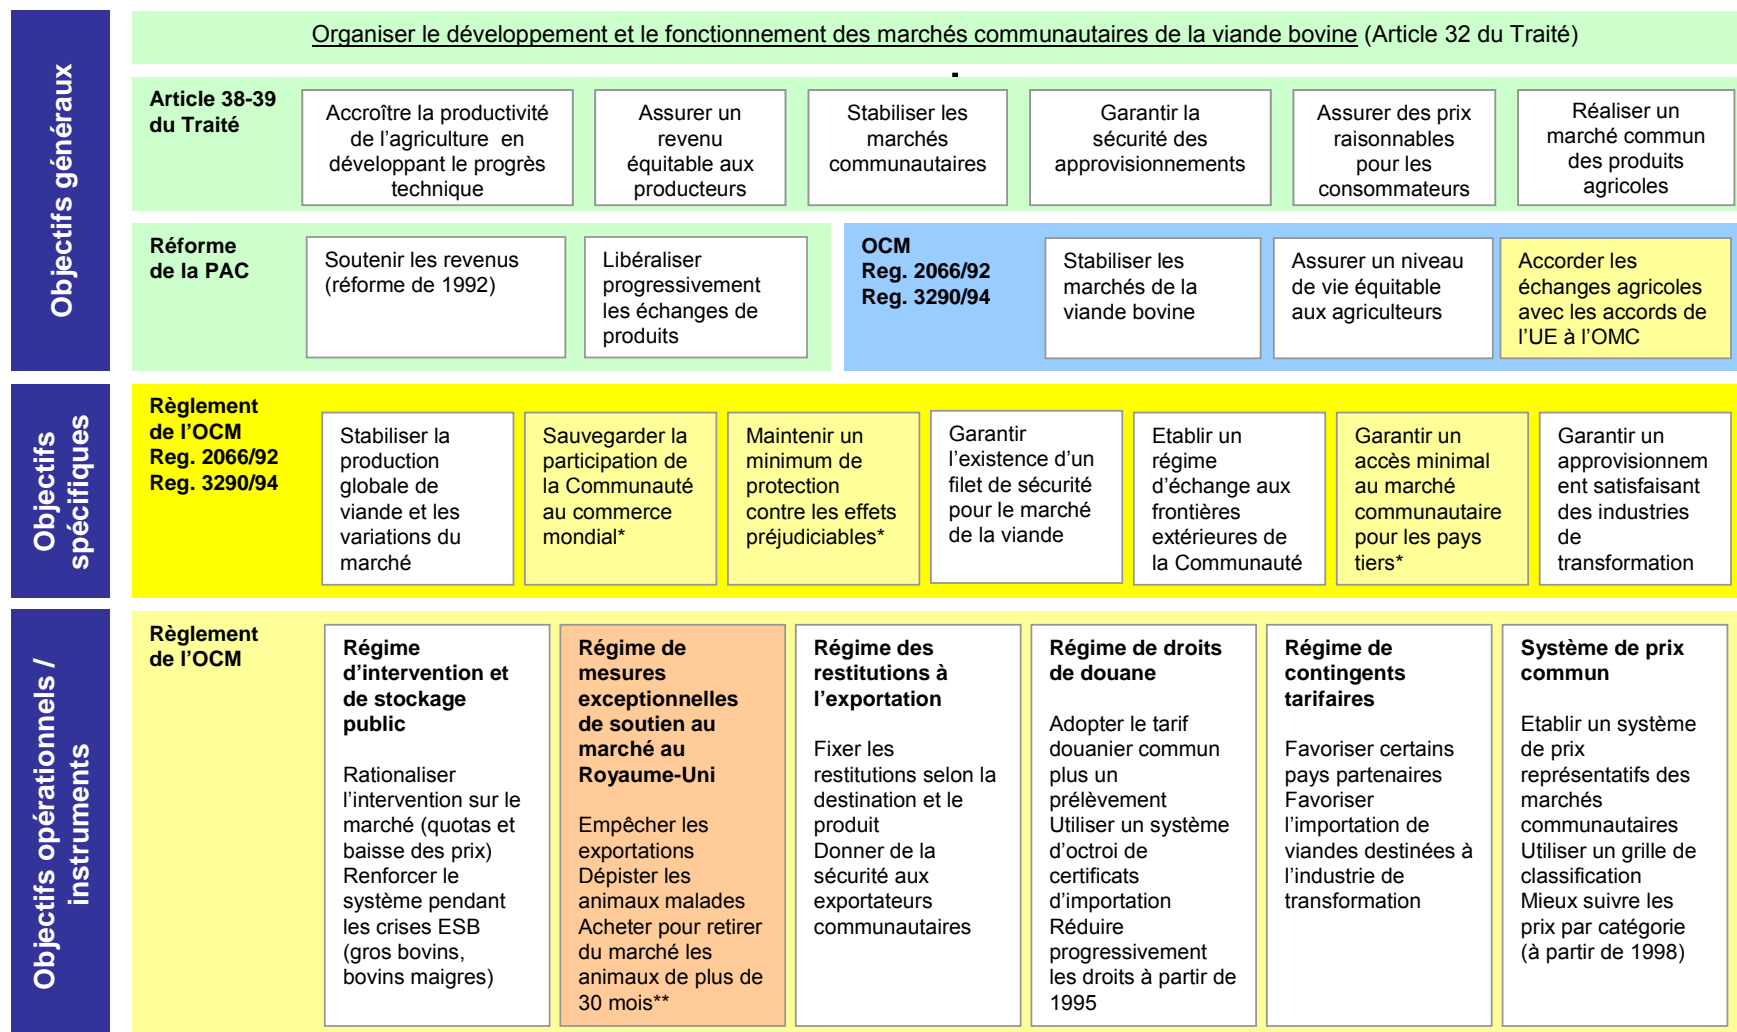 Objectifs généraux
Organiser le développement et le fonctionnement des marchés communautaires de la viande bovine (Article 32 du Traité)
Article 38-39
du Traité
Accroître la productivité
de l'agriculture en
développant le progrès
technique
Assurer un
revenu
équitable aux
producteurs
Stabiliser les
marchés
communautaires
Garantir la
sécurité des
approvisionnements
Assurer des prix
raisonnables
pour les
consommateurs
Réaliser un
marché commun
des produits
agricoles
Réforme
de la PAC
Soutenir les revenus
(réforme de 1992)
Libéraliser
progressivement
les échanges de
produits
OCM
Reg. 2066/92
Reg. 3290/94
Stabiliser les
marchés de la
viande bovine
Assurer un niveau
de vie équitable
aux agriculteurs
Accorder les
échanges agricoles
avec les accords de
l'UE à l'OMC
Objectifs
spécifiques
Règlement
de l'OCM
Reg. 2066/92
Reg. 3290/94
Stabiliser la
production
globale de
viande et les
variations du
marché
Sauvegarder la
participation de
la Communauté
au commerce
mondial*
Maintenir un
minimum de
protection
contre les effets
préjudiciables*
Garantir
l'existence d'un
filet de sécurité
pour le marché
de la viande
Etablir un
régime
d'échange aux
frontières
extérieures de
la Communauté
Garantir un
accès minimal
au marché
communautaire
pour les pays
tiers*
Garantir un
approvisionnem
ent satisfaisant
des industries
de
transformation
Objectifs opérationnels /
instruments
Règlement
de l'OCM
Régime
d'intervention et
de stockage
public
Rationaliser
l'intervention sur le
marché (quotas et
baisse des prix)
Renforcer le
système pendant
les crises ESB
(gros bovins,
bovins maigres)
Régime de
mesures
exceptionnelles
de soutien au
marché au
Royaume-Uni
Empêcher les
exportations
Dépister les
animaux malades
Acheter pour retirer
du marché les
animaux de plus de
30 mois**
Régime des
restitutions à
l'exportation
Fixer les
restitutions selon la
destination et le
produit
Donner de la
sécurité aux
exportateurs
communautaires
Régime de droits
de douane
Adopter le tarif
douanier commun
plus un
prélèvement
Utiliser un système
d'octroi de
certificats
d'importation
Réduire
progressivement
les droits à partir de
1995
Régime de
contingents
tarifaires
Favoriser certains
pays partenaires
Favoriser
l'importation de
viandes destinées à
l'industrie de
transformation
Système de prix
commun
Etablir un système
de prix
représentatifs des
marchés
communautaires
Utiliser un grille de
classification
Mieux suivre les
prix par catégorie
(à partir de 1998)